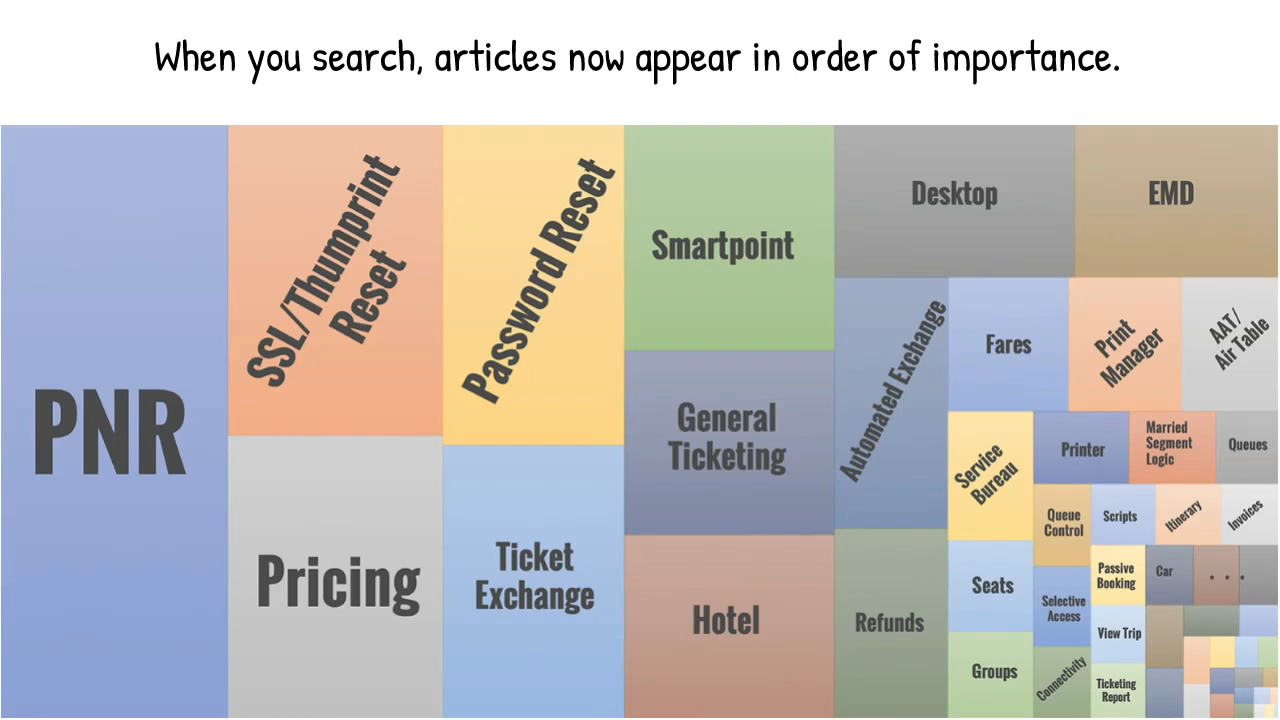 When you search, articles now appear in order of importance.
PNR
SSL/Thumprint
Reset
Pricing
Password Reset
Ticket
Exchange
Smartpoint
General
Ticketing
Hotel
Desktop
EMD
Automated Exchange
Refunds
Fares
Print
Manager
AAT/
Air Table
Service
Bureau
Seats
Groups
Printer
Married
Segment
Logic
Queues
Queue
Control
Selective
Access
Connectivity
Scripts
Itinerary
Invoices
Passive
Booking
View Trip
Ticketing
Report
Car
. . .